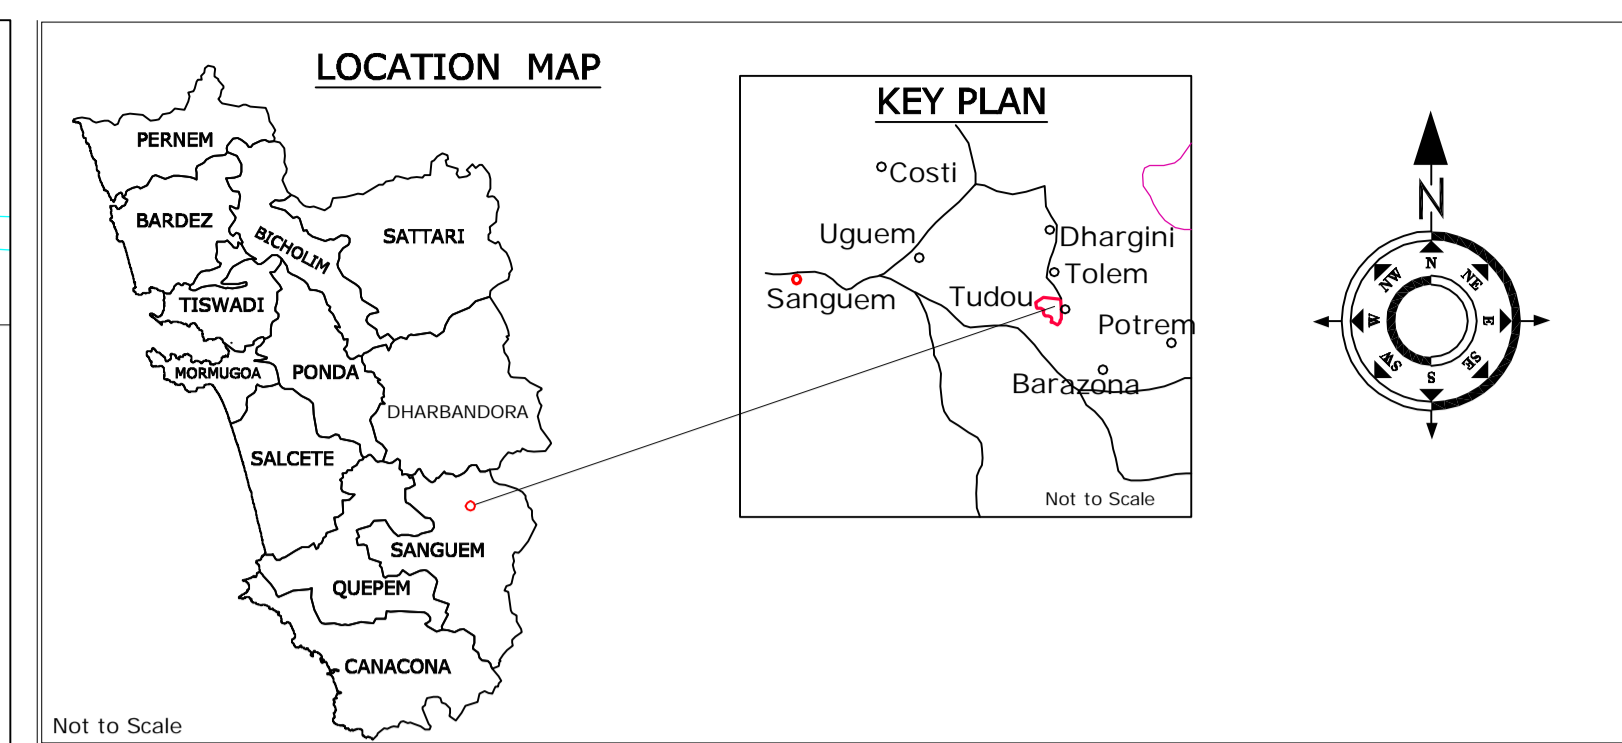 LOCATION MAP
PERNEM
BARDEZ
BICHOLIM
SATTARI
TISWADI
MORMUGOA
PONDA
DHARBANDORA
SALCETE
SANGUEM
QUEPEM
CANACONA
Not to Scale
KEY PLAN
Costi
Uguem
Dhargini
Tolem
Sanguem
Tudou
Potrem
Barazona
Not to Scale
N
N
NE
E
SE
S
SW
W
NW